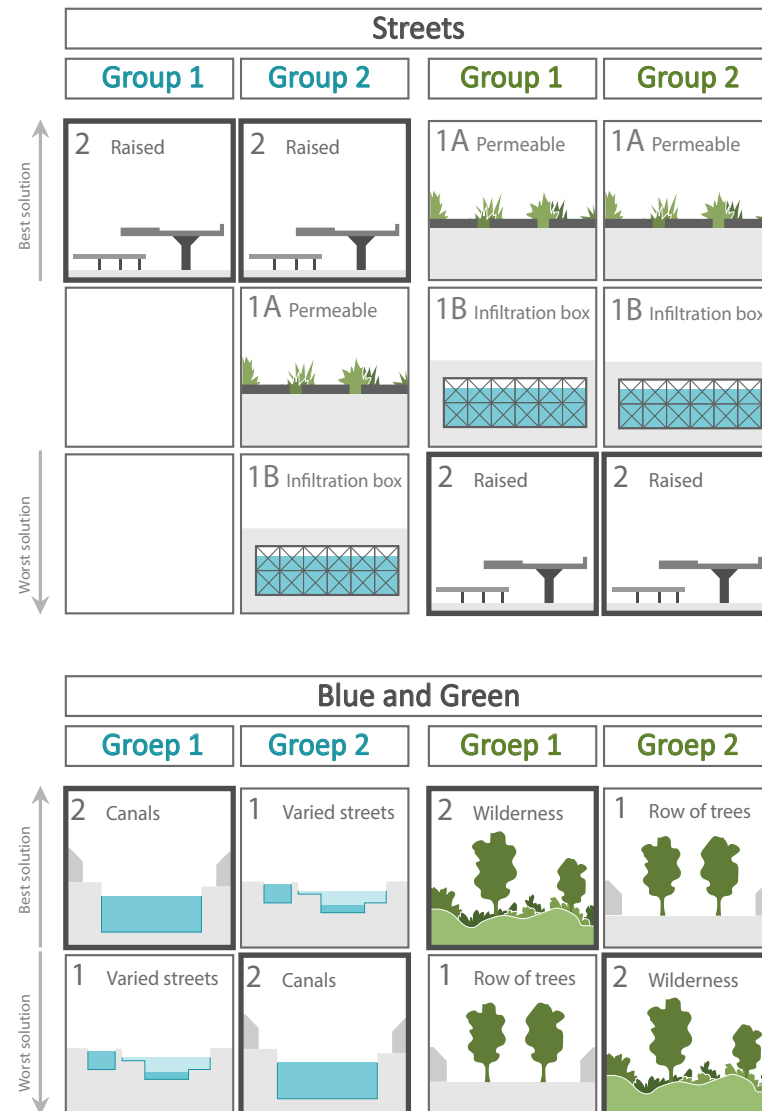 Streets
Group 1
Group 2
Group 1
Group 2
Best solution
2 Raised
2 Raised
1A Permeable
1A Permeable
1A Permeable
1B Infiltration box
1B Infiltration box
Worst solution
1B Infiltration box
2 Raised
2 Raised
Blue and Green
Groep 1
Groep 2
Groep 1
Groep 2
Best solution
2 Canals
1 Varied streets
2 Wilderness
1 Row of trees
Worst solution
1 Varied streets
2 Canals
1 Row of trees
2 Wilderness